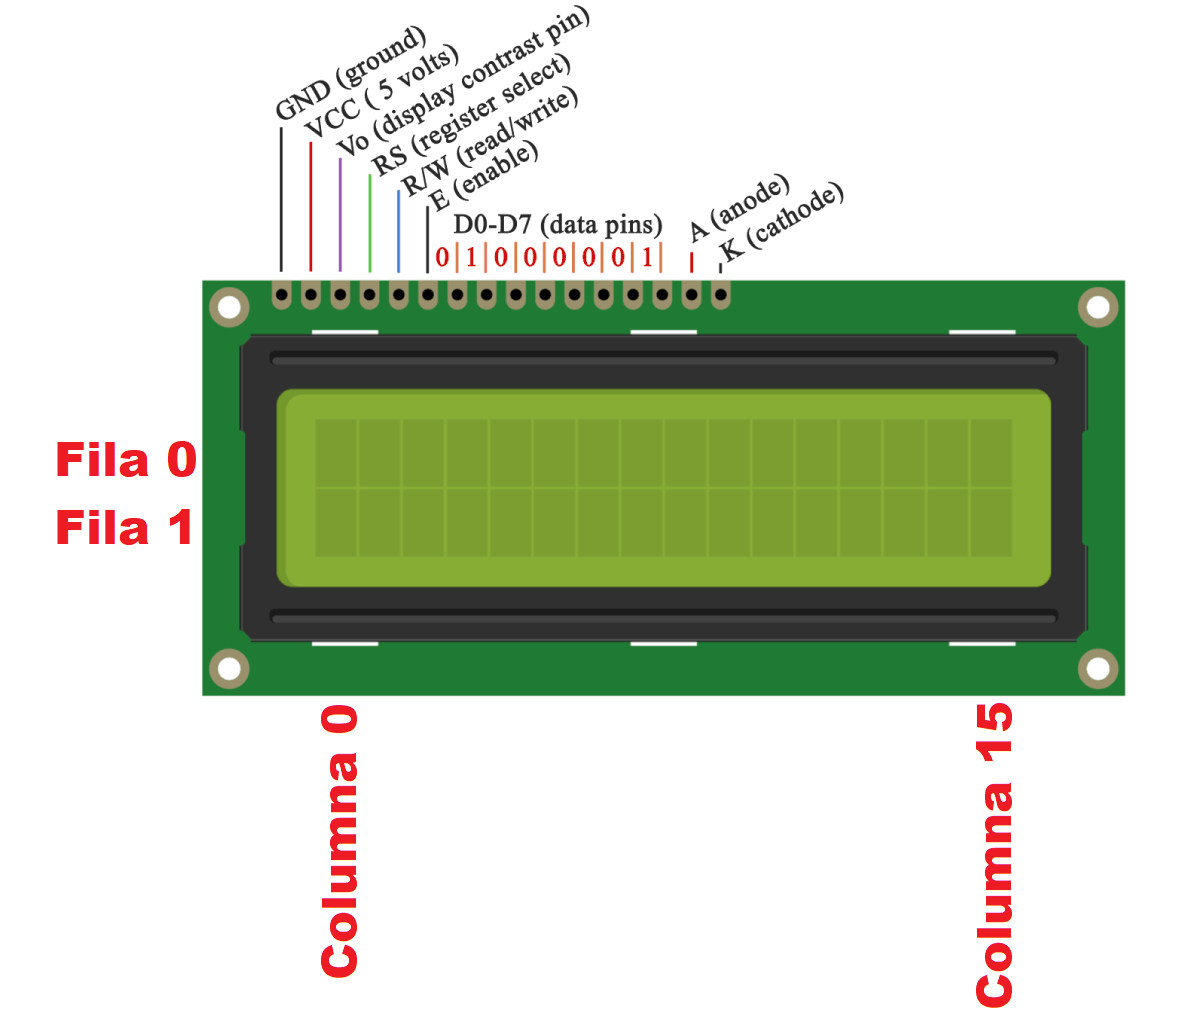 GND (ground)
VCC ( 5 volts)
Vo (display contrast pin)
RS (register select)
R/W (read/write)
E (enable)
D0-D7 (data pins)
0 1 0 0 0 0 0 1
A (anode)
K (cathode)
Fila 0
Fila 1
Columna 0
Columna 15